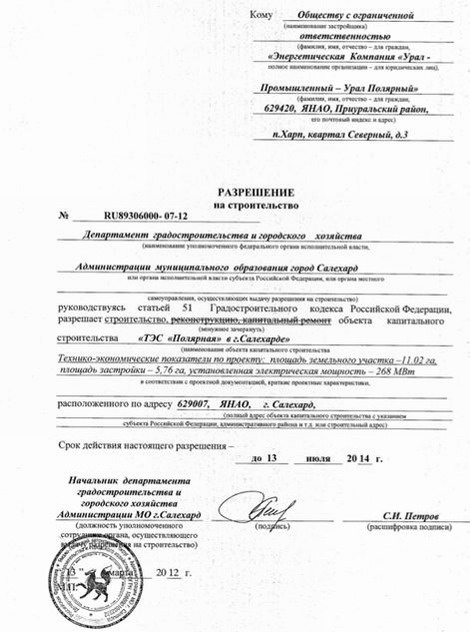 Кому Обществу с ограниченной
(наименование застройщика)
ответственностью
(фамилия, имя, отчество – для граждан,
«Энергетическая Компания «Урал -
полное наименование организации – для юридических лиц),
Промышленный – Урал Полярный»
(фамилия, имя, отчество – для граждан,
629420, ЯНАО, Приуральский район,
его почтовый индекс и адрес)
п.Харп, квартал Северный, д.3
РАЗРЕШЕНИЕ
на строительство
№ RU89306000- 07-12
Департамент градостроительства и городского хозяйства
(наименование уполномоченного федерального органа исполнительной власти,
Администрации муниципального образования город Салехард
или органа исполнительной власти субъекта Российской Федерации, или органа местного
самоуправления, осуществляющих выдачу разрешения на строительство)
руководствуясь статьей 51 Градостроительного кодекса Российской Федерации,
разрешает строительство, реконструкцию, капитальный ремонт объекта капитального
(ненужное зачеркнуть)
строительства «ТЭС «Полярная» в г.Салехарде»
(наименование объекта капитального строительства
Технико-экономические показатели по проекту: площадь земельного участка –11.02 га,
площадь застройки – 5,76 га, установленная электрическая мощность – 268 МВт
в соответствии с проектной документацией, краткие проектные характеристики,
расположенного по адресу 629007, ЯНАО, г. Салехард,
(полный адрес объекта капитального строительства с указанием
субъекта Российской Федерации, административного района и т.д. или строительный адрес)
Срок действия настоящего разрешения –
до 13 июля 2014 г.
Начальник департамента
градостроительства и
городского хозяйства
Администрации МО г.Салехард
С.И. Петров
(должность уполномоченного
(подпись)
(расшифровка подписи)
сотрудника органа, осуществляющего
выдачу разрешения на строительство)
13 " марта 2012 г.
М.П.